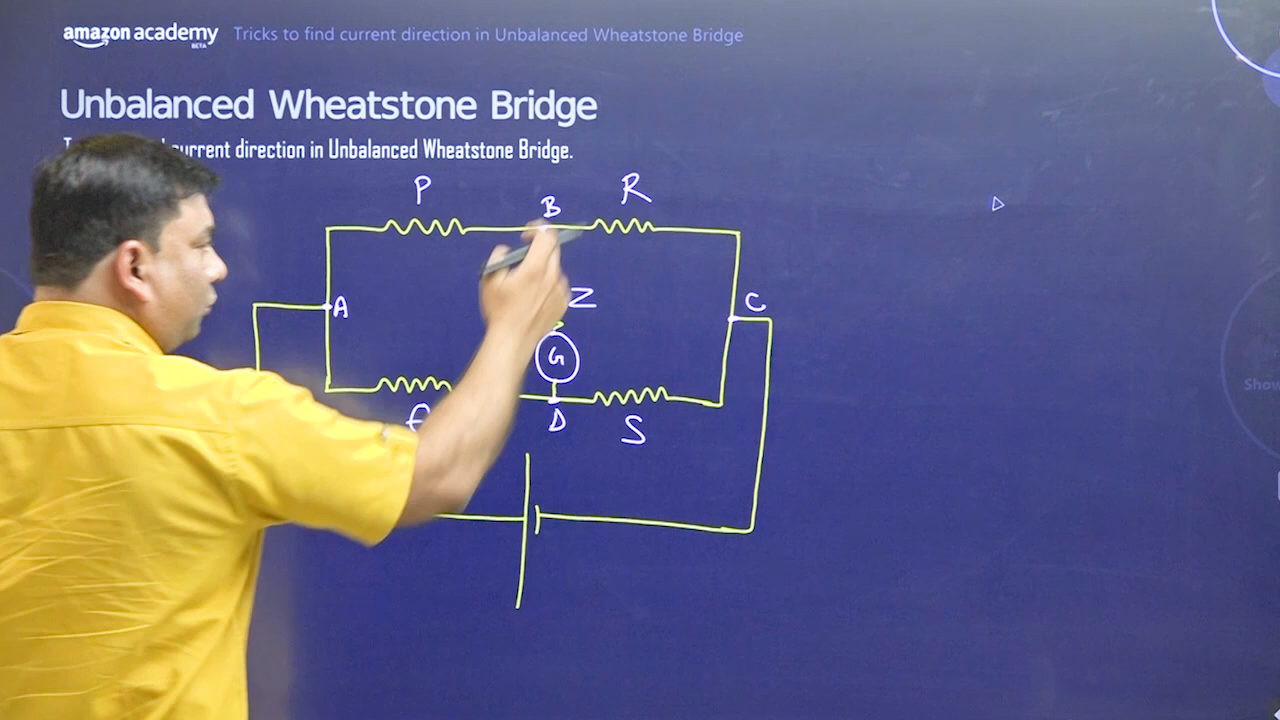 amazon academy
BETA
Tricks to find current direction in Unbalanced Wheatstone Bridge
Unbalanced Wheatstone Bridge
current direction in Unbalanced Wheatstone Bridge.
P
B
R
A
Z
C
G
D
S
Show